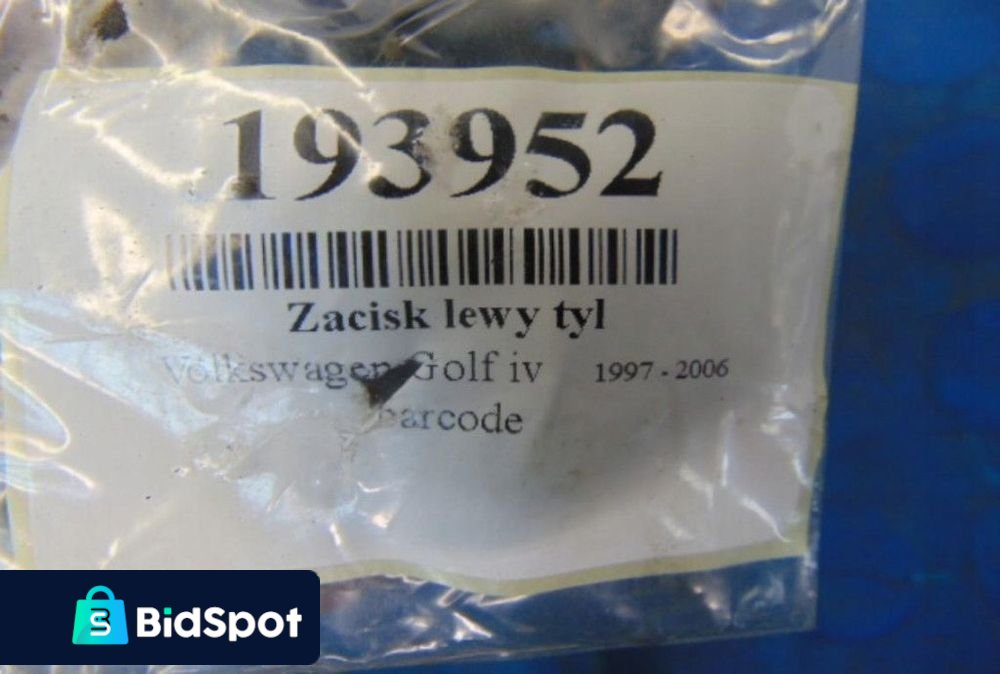 193952
Zacisk lewy tyl
Volkswagen Golf iv 1997 - 2006
barcode
BidSpot